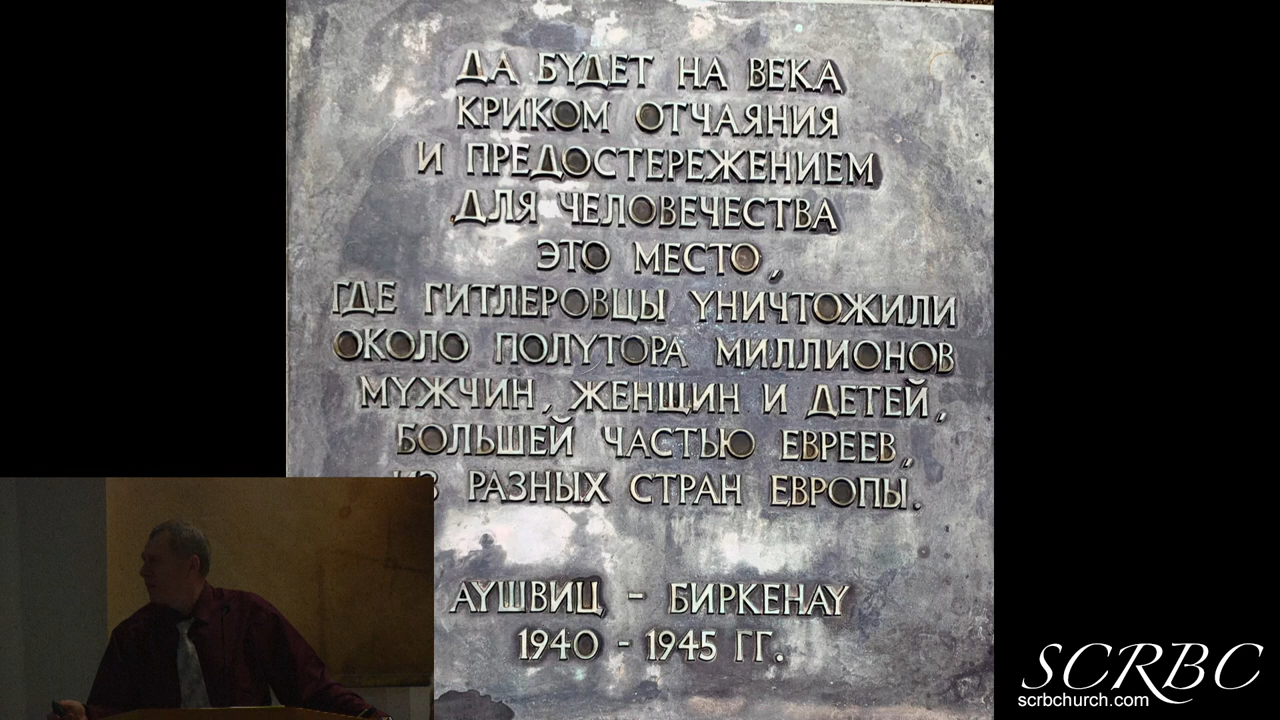 ДА БУДЕТ НА ВЕКА
КРИКОМ ОТЧАЯНИЯ
И ПРЕДОСТЕРЕЖЕНИЕМ
ДЛЯ ЧЕЛОВЕЧЕСТВА
ЭТО МЕСТО,
ГДЕ ГИТЛЕРОВЦЫ УНИЧТОЖИЛИ
ОКОЛО ПОЛУТОРА МИЛЛИОНОВ
МУЖЧИН, ЖЕНЩИН И ДЕТЕЙ,
БОЛЬШЕЙ ЧАСТЬЮ ЕВРЕЕВ,
ИЗ РАЗНЫХ СТРАН ЕВРОПЫ.
АУШВИЦ - БИРКЕНАУ
1940 - 1945 ГГ.
SCRBC
scrbchurch.com